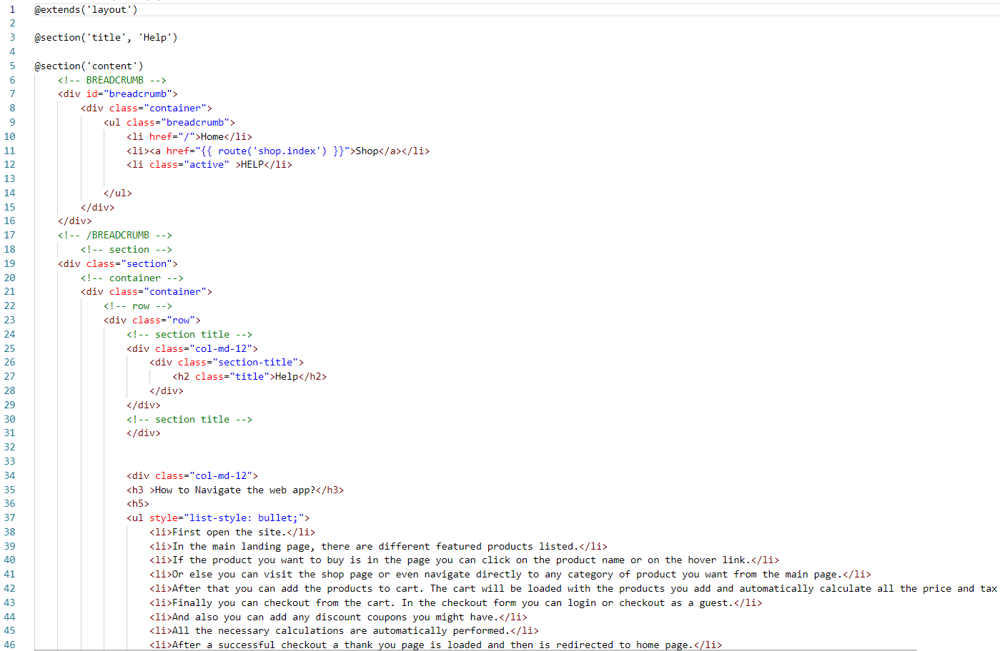 1 @extends('layout')
2
3 @section('title', 'Help')
4
5 @section('content')
6 <!-- BREADCRUMB -->
7 <div id="breadcrumb">
8 <div class="container">
9 <ul class="breadcrumb">
10 <li href="/">Home</li>
11 <li><a href="{{ route('shop.index') }}">Shop</a></li>
12 <li class="active" >HELP</li>
13
14 </ul>
15 </div>
16 </div>
17 <!-- /BREADCRUMB -->
18 <!-- section -->
19 <div class="section">
20 <!-- container -->
21 <div class="container">
22 <!-- row -->
23 <div class="row">
24 <!-- section title -->
25 <div class="col-md-12">
26 <div class="section-title">
27 <h2 class="title">Help</h2>
28 </div>
29 </div>
30 <!-- section title -->
31 </div>
32
33
34 <div class="col-md-12">
35 <h3 >How to Navigate the web app?</h3>
36 <h5>
37 <ul style="list-style: bullet;">
38 <li>First open the site.</li>
39 <li>In the main landing page, there are different featured products listed.</li>
40 <li>If the product you want to buy is in the page you can click on the product name or on the hover link.</li>
41 <li>Or else you can visit the shop page or even navigate directly to any category of product you want from the main page.</li>
42 <li>After that you can add the products to cart. The cart will be loaded with the products you add and automatically calculate all the price and tax
43 <li>Finally you can checkout from the cart. In the checkout form you can login or checkout as a guest.</li>
44 <li>And also you can add any discount coupons you might have.</li>
45 <li>All the necessary calculations are automatically performed.</li>
46 <li>After a successful checkout a thank you page is loaded and then is redirected to home page.</li>